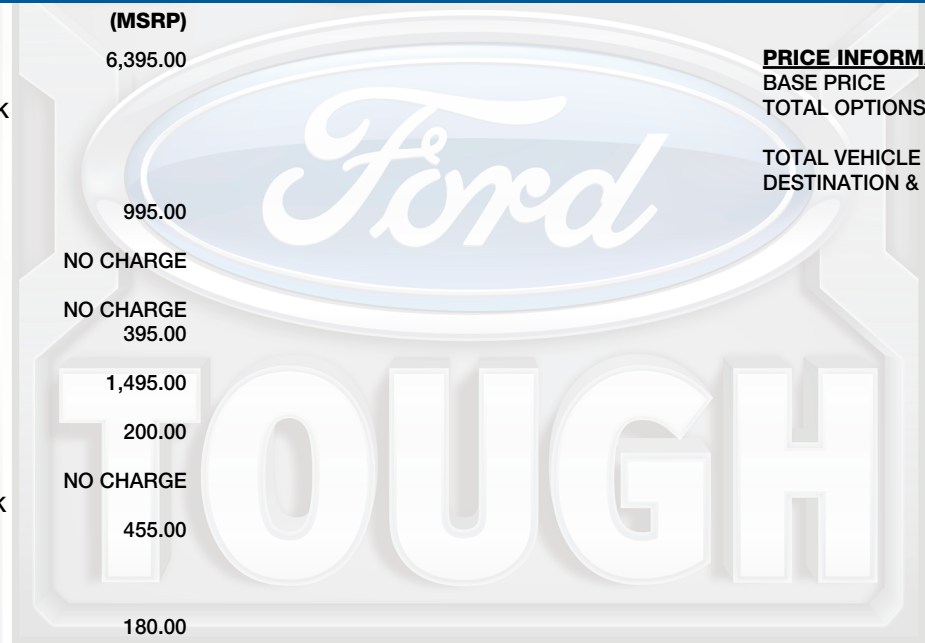 (MSRP)
6,395.00
PRICE INFORMA
BASE PRICE
K
TOTAL OPTIONS
TOTAL VEHICLE
DESTINATION &
995.00
Ford
NO CHARGE
NO CHARGE
395.00
1,495.00
200.00
TOUGH
NO CHARGE
K
455.00
180.00